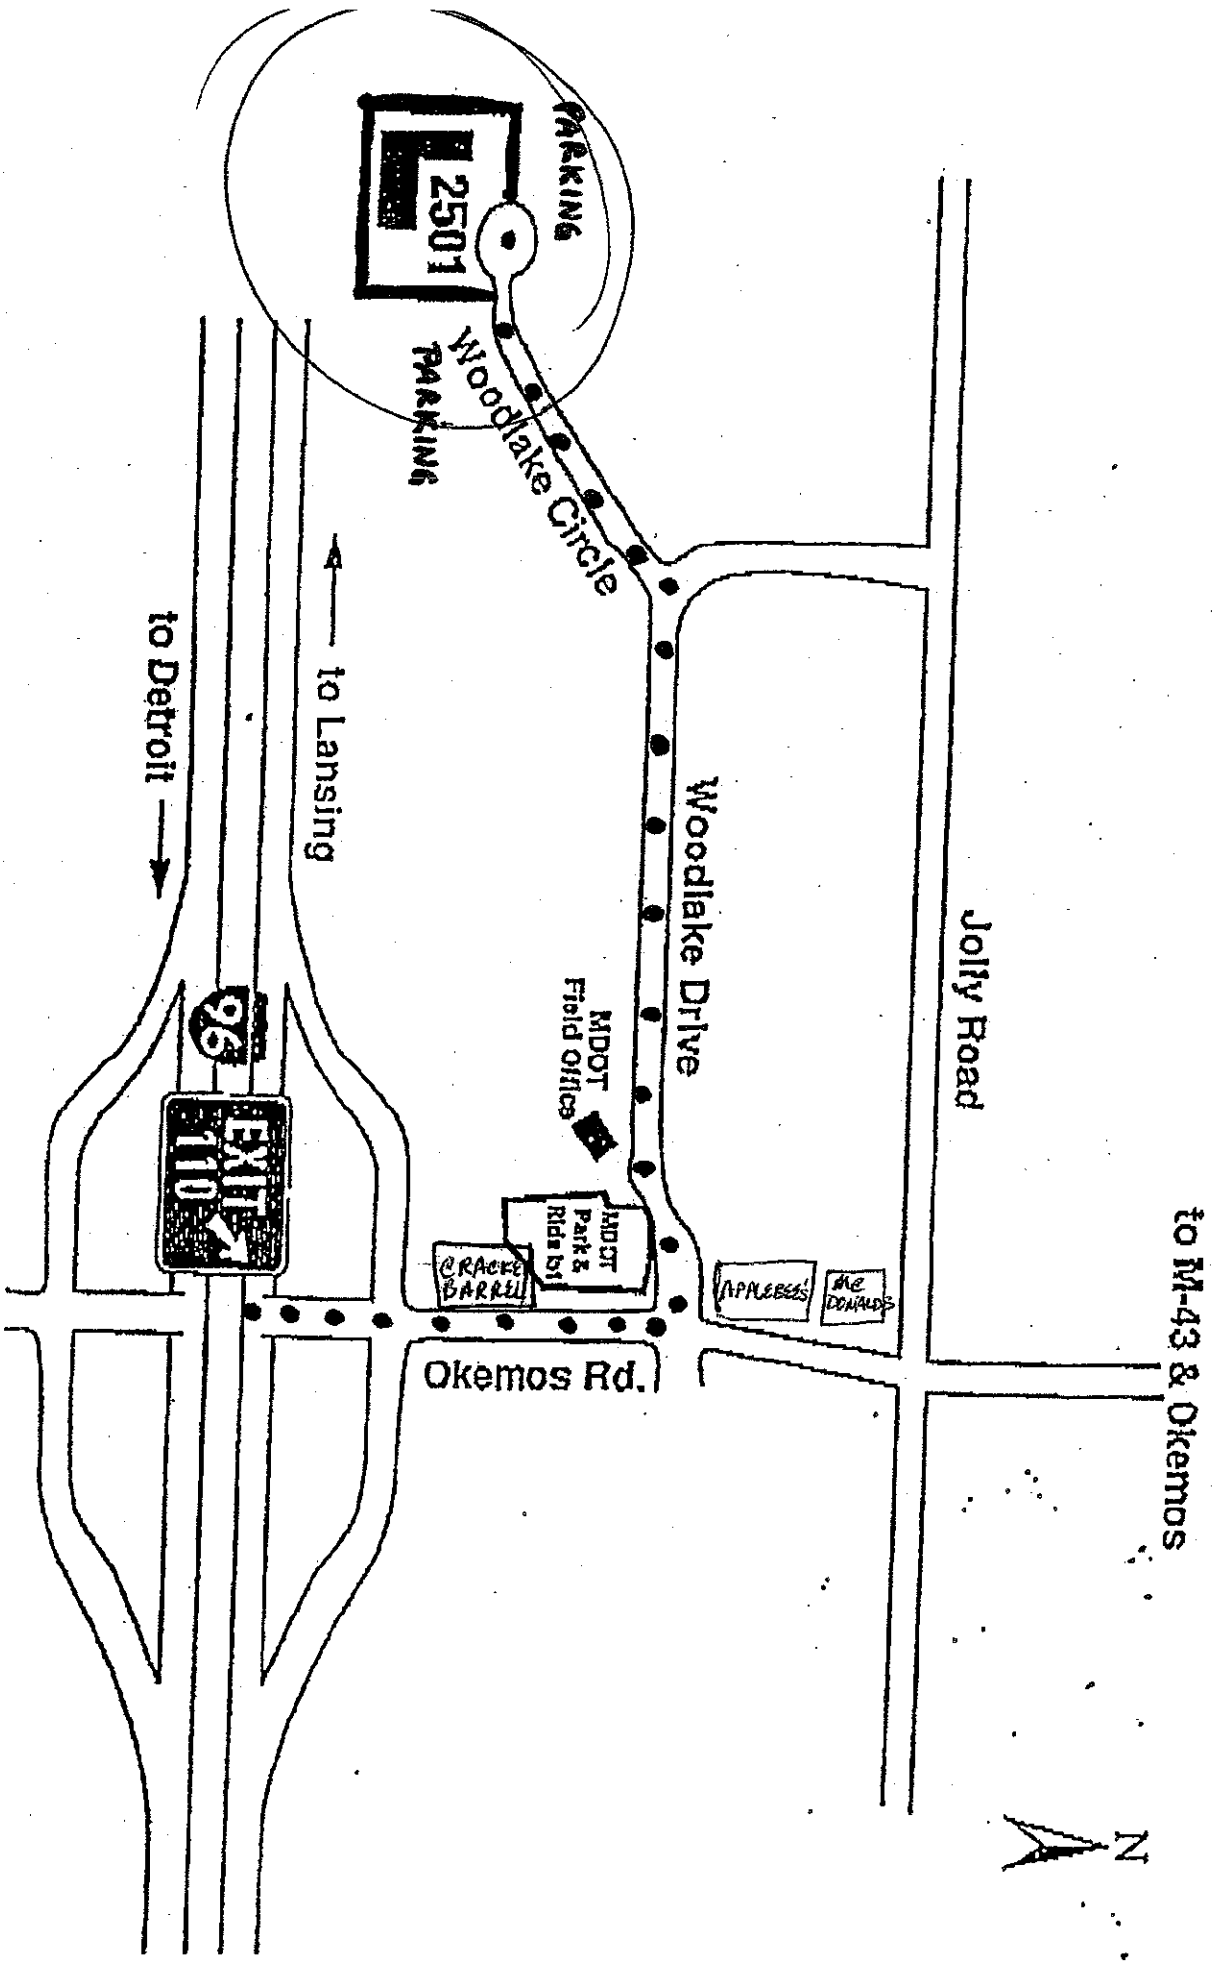 to M-43 & Okemos
N
Jolly Road
Mc
DONALDS
APPLEBEE'S
Woodlake Drive
MDOT
Field Office
MDOT
Park &
Ride lot
CRACKER
BARREL
Okemos Rd.
PARKING
2501
Woodlake Circle
PARKING
to Lansing
to Detroit
96
EXIT
110